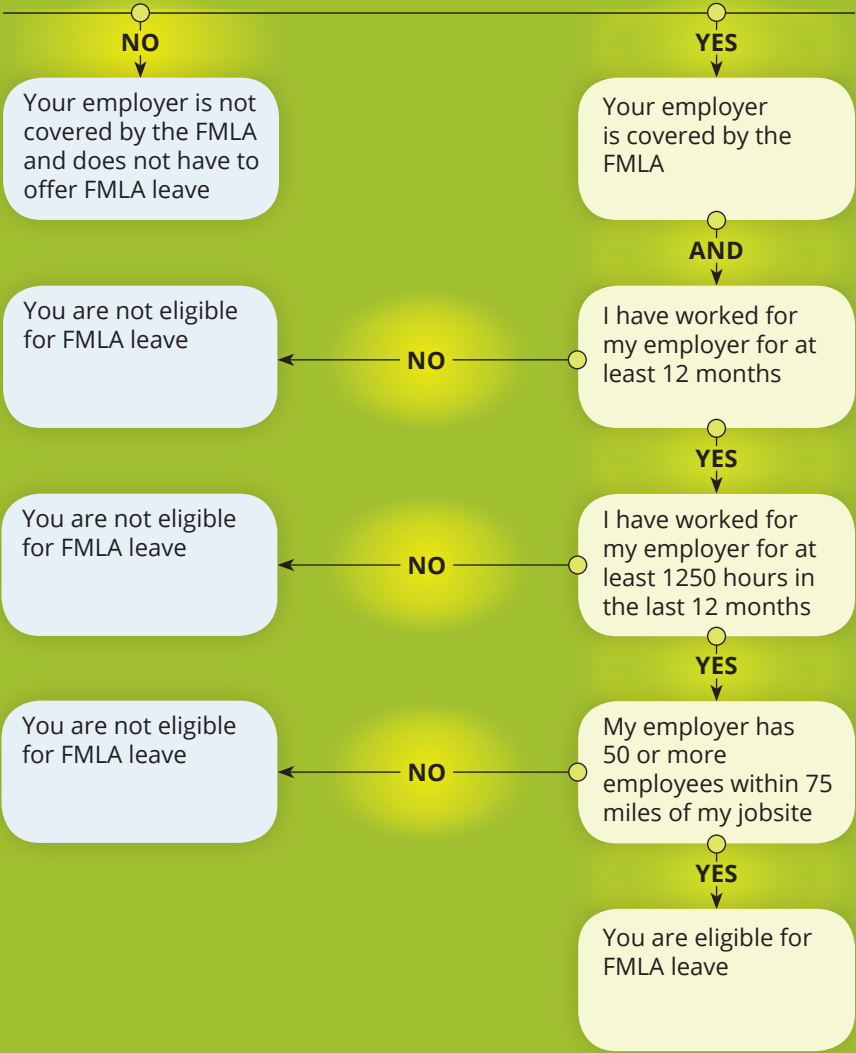 NO
YES
Your employer is not
covered by the FMLA
and does not have to
offer FMLA leave
Your employer
is covered by the
FMLA
AND
I have worked for
my employer for at
least 12 months
NO
You are not eligible
for FMLA leave
YES
I have worked for
my employer for at
least 1250 hours in
the last 12 months
NO
You are not eligible
for FMLA leave
YES
My employer has
50 or more
employees within 75
miles of my jobsite
NO
You are not eligible
for FMLA leave
YES
You are eligible for
FMLA leave